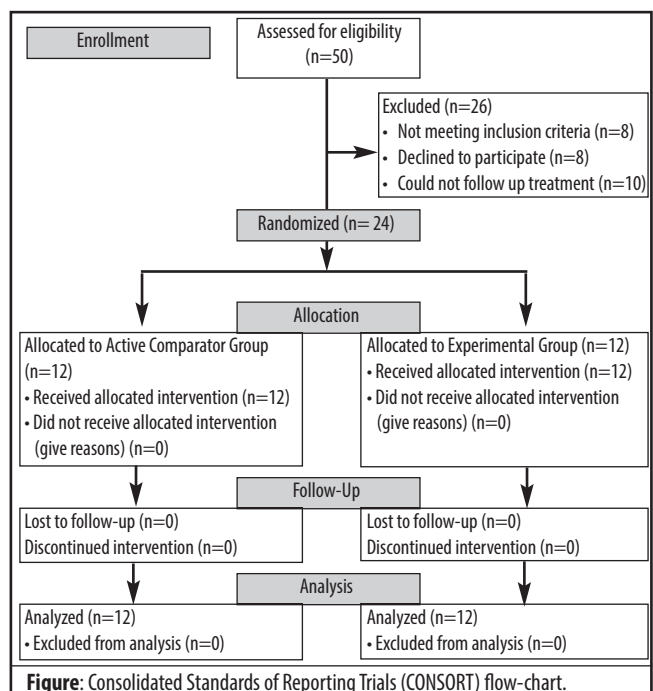 Enrollment
Assessed for eligibility
(n=50)
Excluded (n=26)
• Not meeting inclusion criteria (n=8)
• Declined to participate (n=8)
• Could not follow up treatment (n=10)
Randomized (n= 24)
Allocation
Allocated to Active Comparator Group
(n=12)
• Received allocated intervention (n=12)
• Did not receive allocated intervention
(give reasons) (n=0)
Allocated to Experimental Group (n=12)
• Received allocated intervention (n=12)
• Did not receive allocated intervention
(give reasons) (n=0)
Follow-Up
Lost to follow-up (n=0)
Discontinued intervention (n=0)
Lost to follow-up (n=0)
Discontinued intervention (n=0)
Analysis
Analyzed (n=12)
• Excluded from analysis (n=0)
Analyzed (n=12)
• Excluded from analysis (n=0)
Figure: Consolidated Standards of Reporting Trials (CONSORT) flow-chart.